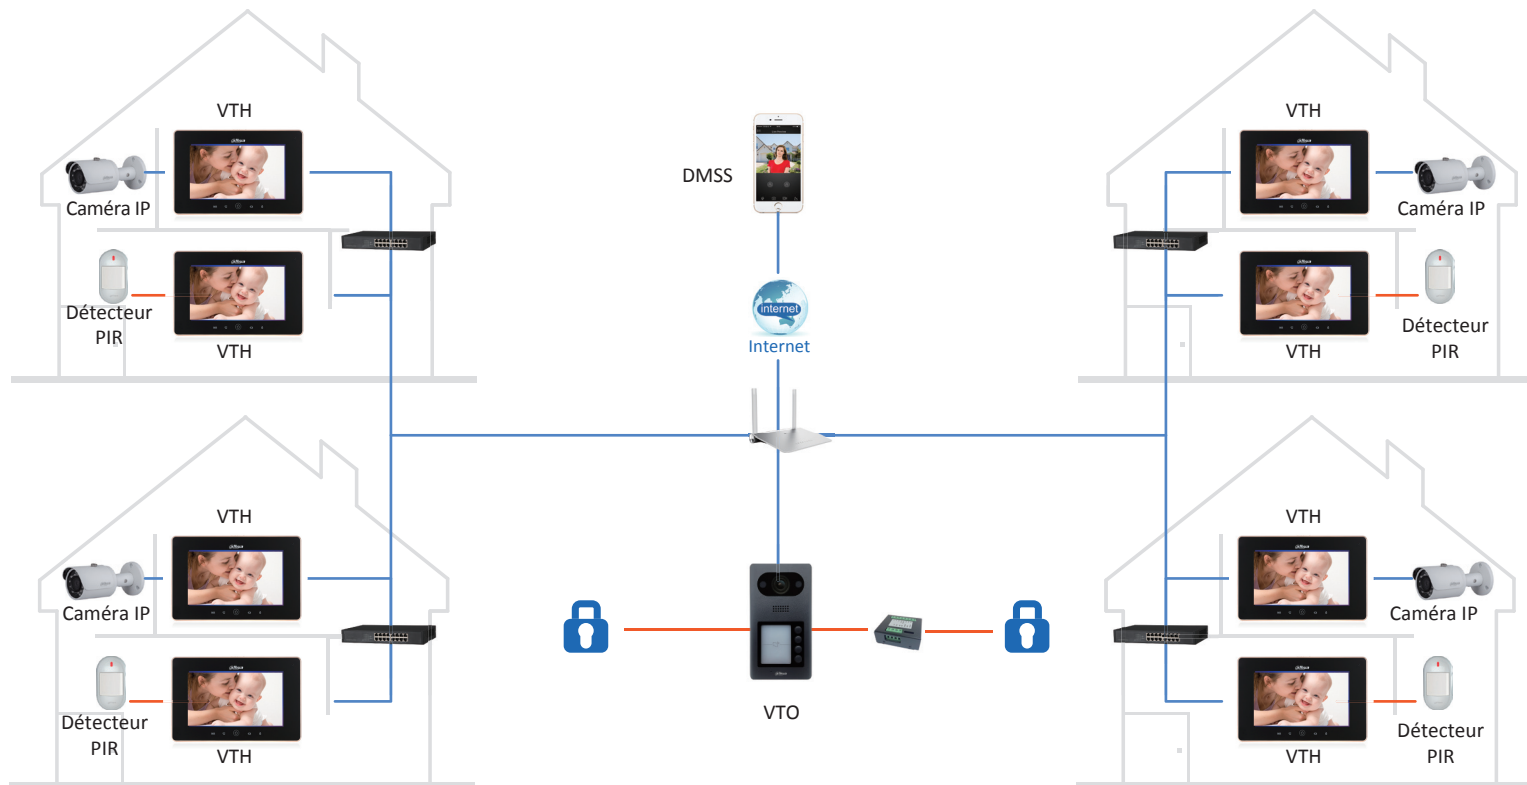 VTH
Caméra IP
Détecteur
PIR
VTH
DMSS
internet
Internet
VTH
Caméra IP
Détecteur
PIR
VTH
VTH
Caméra IP
Détecteur
PIR
VTH
VTO
VTH
Caméra IP
Détecteur
PIR
VTH